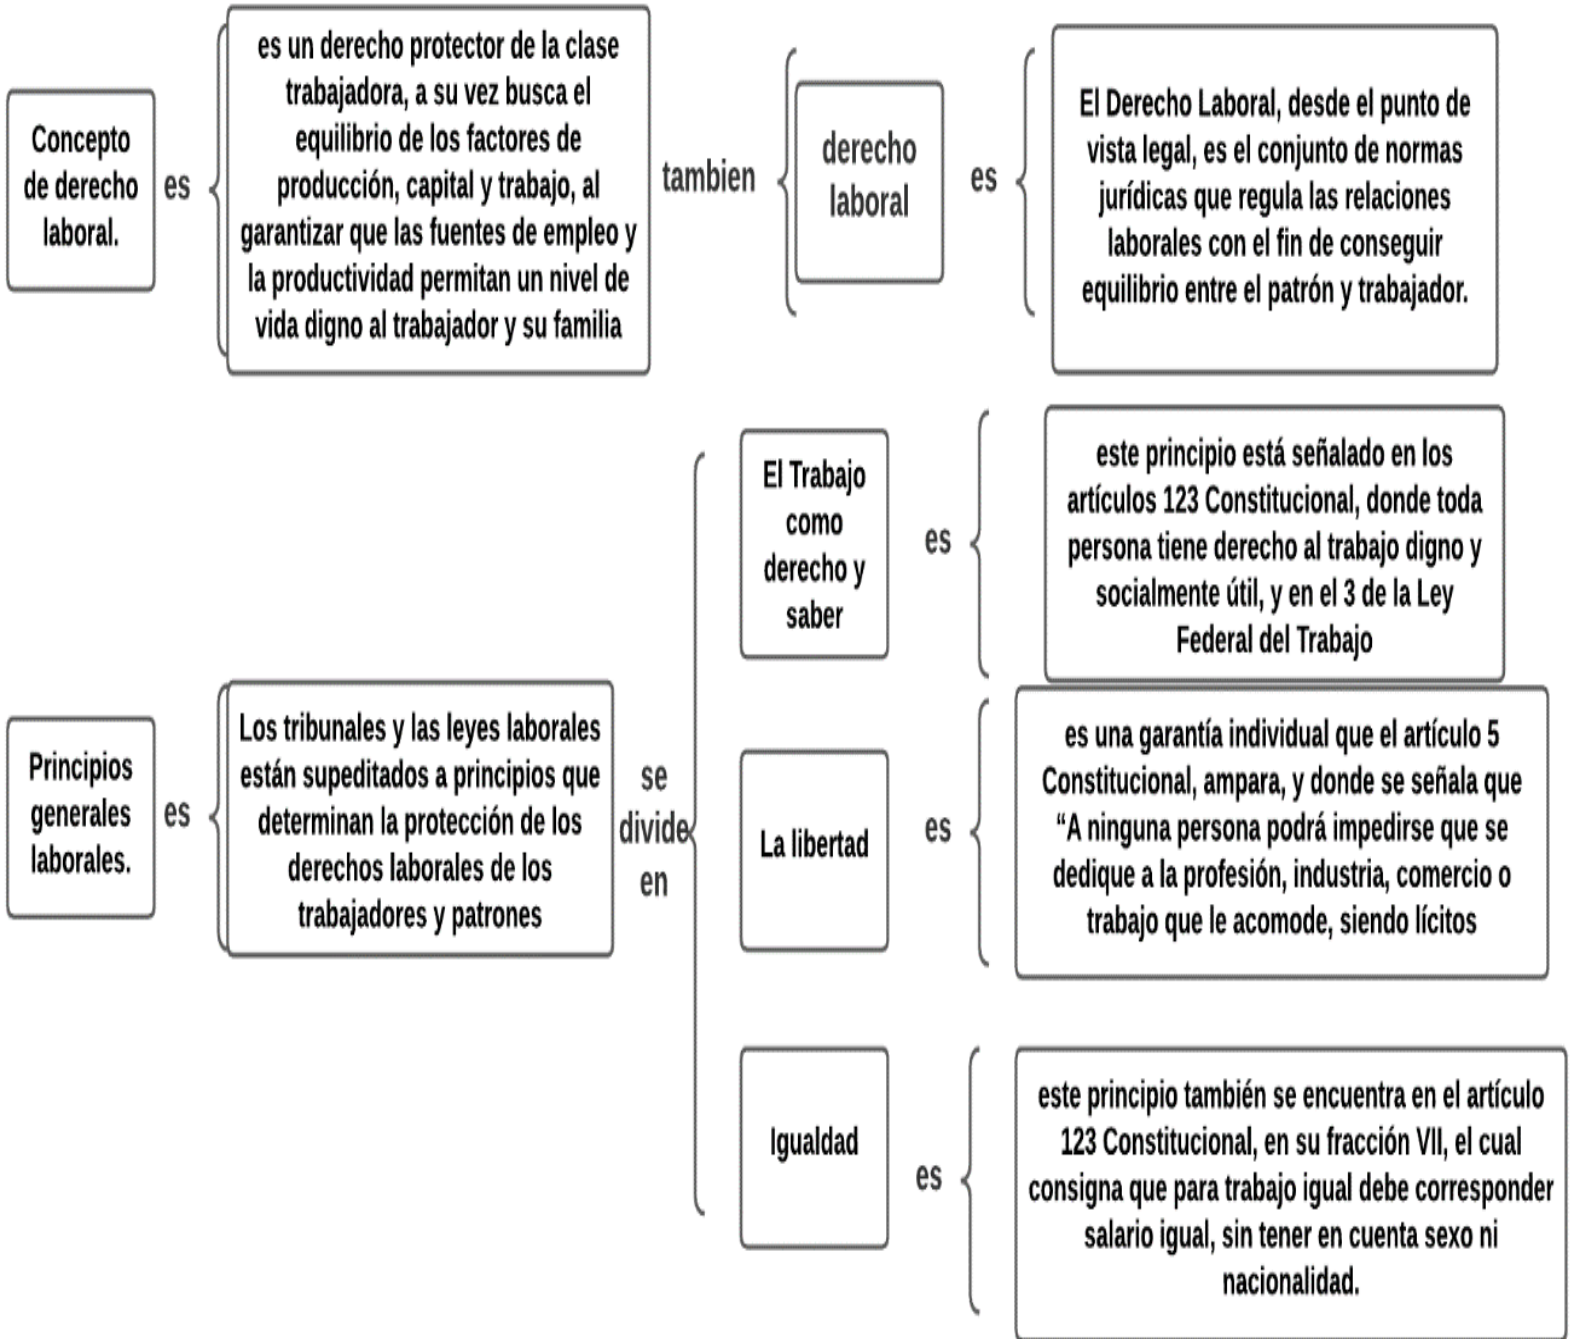 Concepto
de derecho
laboral.
es
es un derecho protector de la clase
trabajadora, a su vez busca el
equilibrio de los factores de
producción, capital y trabajo, al
garantizar que las fuentes de empleo y
la productividad permitan un nivel de
vida digno al trabajador y su familia
tambien
derecho
laboral
es
El Derecho Laboral, desde el punto de
vista legal, es el conjunto de normas
jurídicas que regula las relaciones
laborales con el fin de conseguir
equilibrio entre el patrón y trabajador.
Principios
generales
laborales.
es
Los tribunales y las leyes laborales
están supeditados a principios que
determinan la protección de los
derechos laborales de los
trabajadores y patrones
se
divide
en
El Trabajo
como
derecho y
saber
es
este principio está señalado en los
artículos 123 Constitucional, donde toda
persona tiene derecho al trabajo digno y
socialmente útil, y en el 3 de la Ley
Federal del Trabajo
La libertad
es
es una garantía individual que el artículo 5
Constitucional, ampara, y donde se señala que
“A ninguna persona podrá impedirse que se
dedique a la profesión, industria, comercio o
trabajo que le acomode, siendo lícitos
Igualdad
es
este principio también se encuentra en el artículo
123 Constitucional, en su fracción VII, el cual
consigna que para trabajo igual debe corresponder
salario igual, sin tener en cuenta sexo ni
nacionalidad.